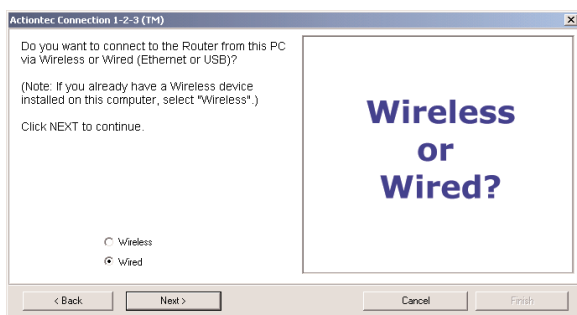 Actiontec Connection 1-2-3 (TM)
Do you want to connect to the Router from this PC
via Wireless or Wired (Ethernet or USB)?
(Note: If you already have a Wireless device
installed on this computer, select "Wireless".)
Click NEXT to continue.
Wireless
or
Wired?
Wireless
Wired
< Back
Next >
Cancel
Finish